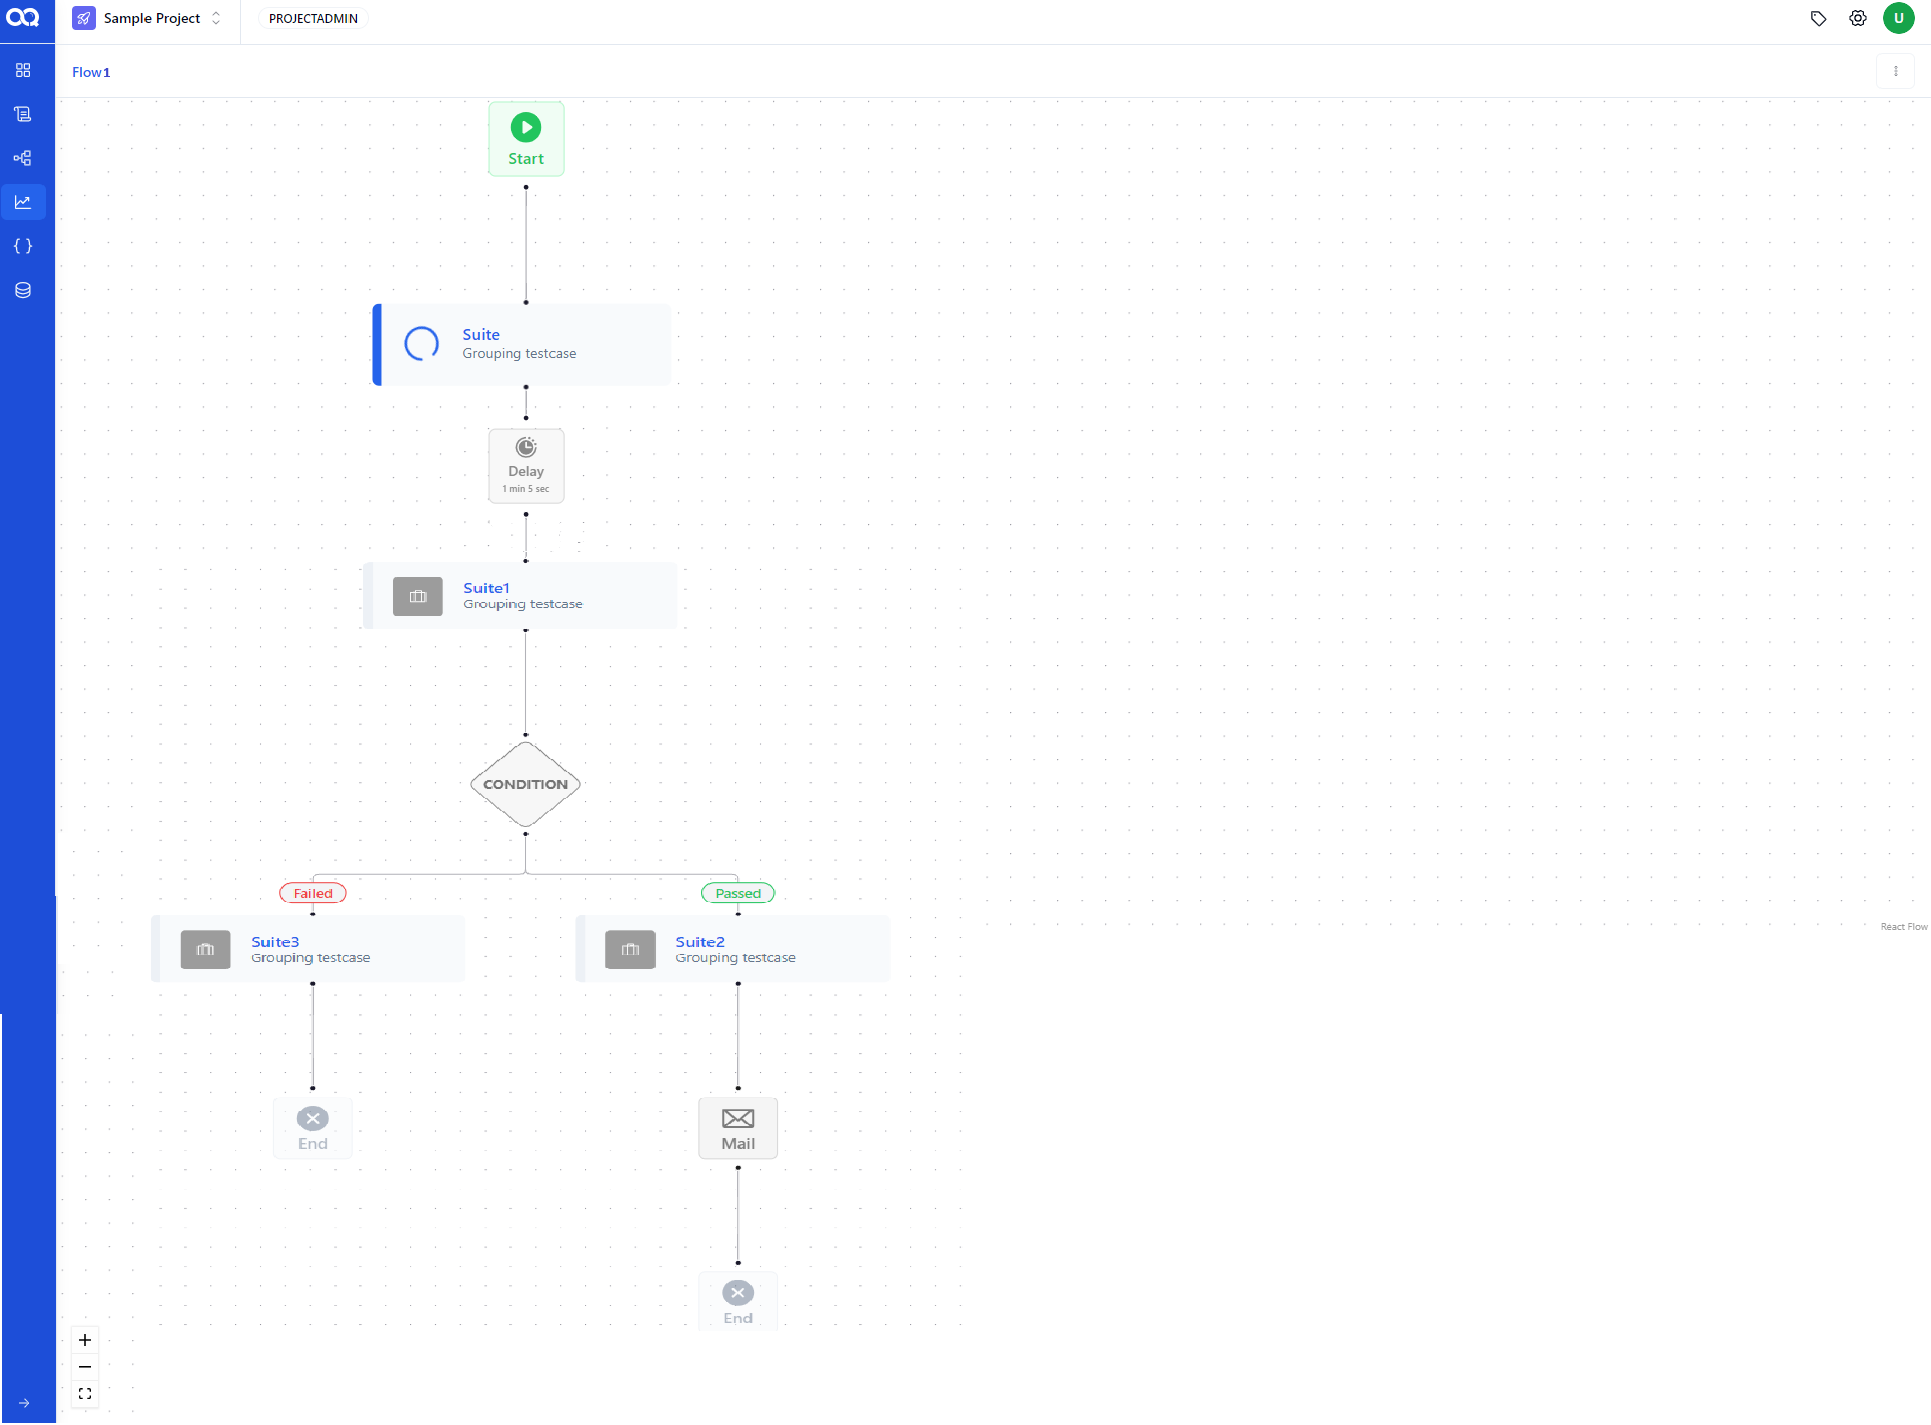 Sample Project
PROJECTADMIN
U
Flow1
Start
Suite
Grouping testcase
Delay
1 min 5 sec
Suite1
Grouping testcase
CONDITION
Failed
Passed
Suite3
Grouping testcase
Suite2
Grouping testcase
React Flow
End
Mail
End